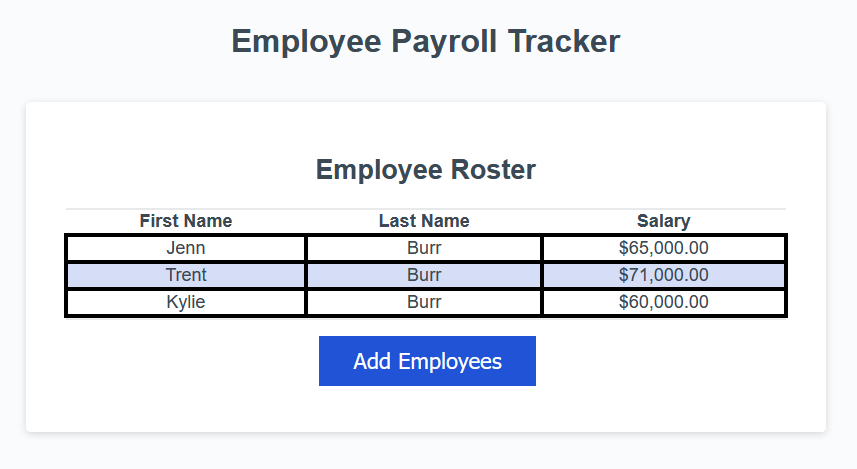 Employee Payroll Tracker
Employee Roster
First Name Last Name Salary
Jenn Burr $65,000.00
Trent Burr $71,000.00
Kylie Burr $60,000.00
Add Employees